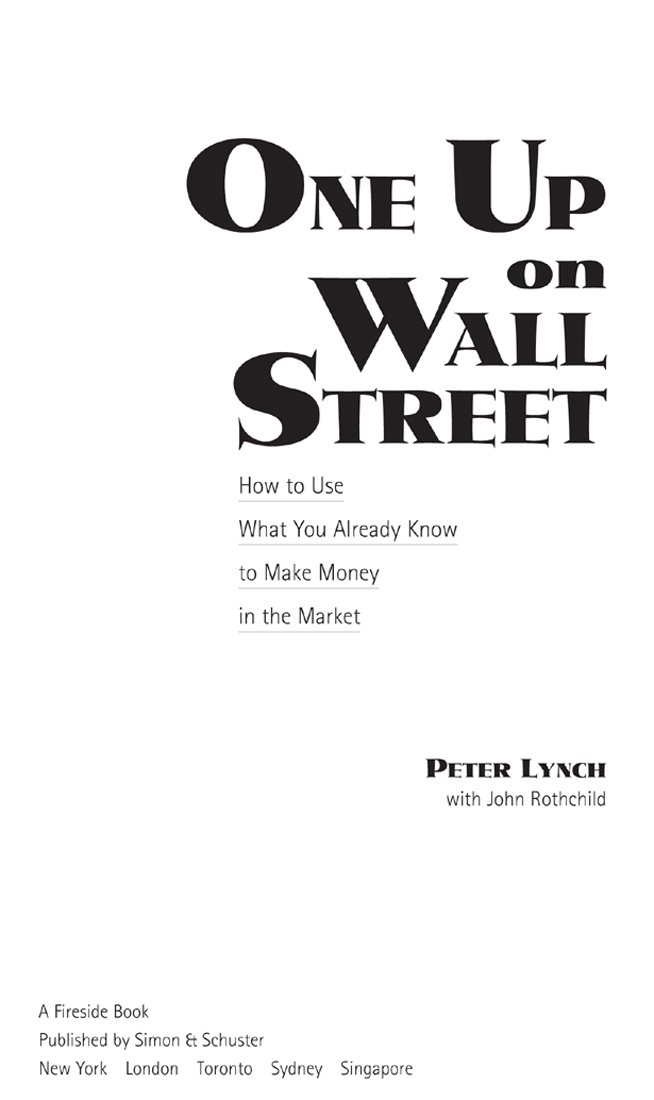 ONE UP
on
WALL
STREET
How to Use
What You Already Know
to Make Money
in the Market
PETER LYNCH
with John Rothchild
A Fireside Book
Published by Simon & Schuster
New York London Toronto Sydney Singapore